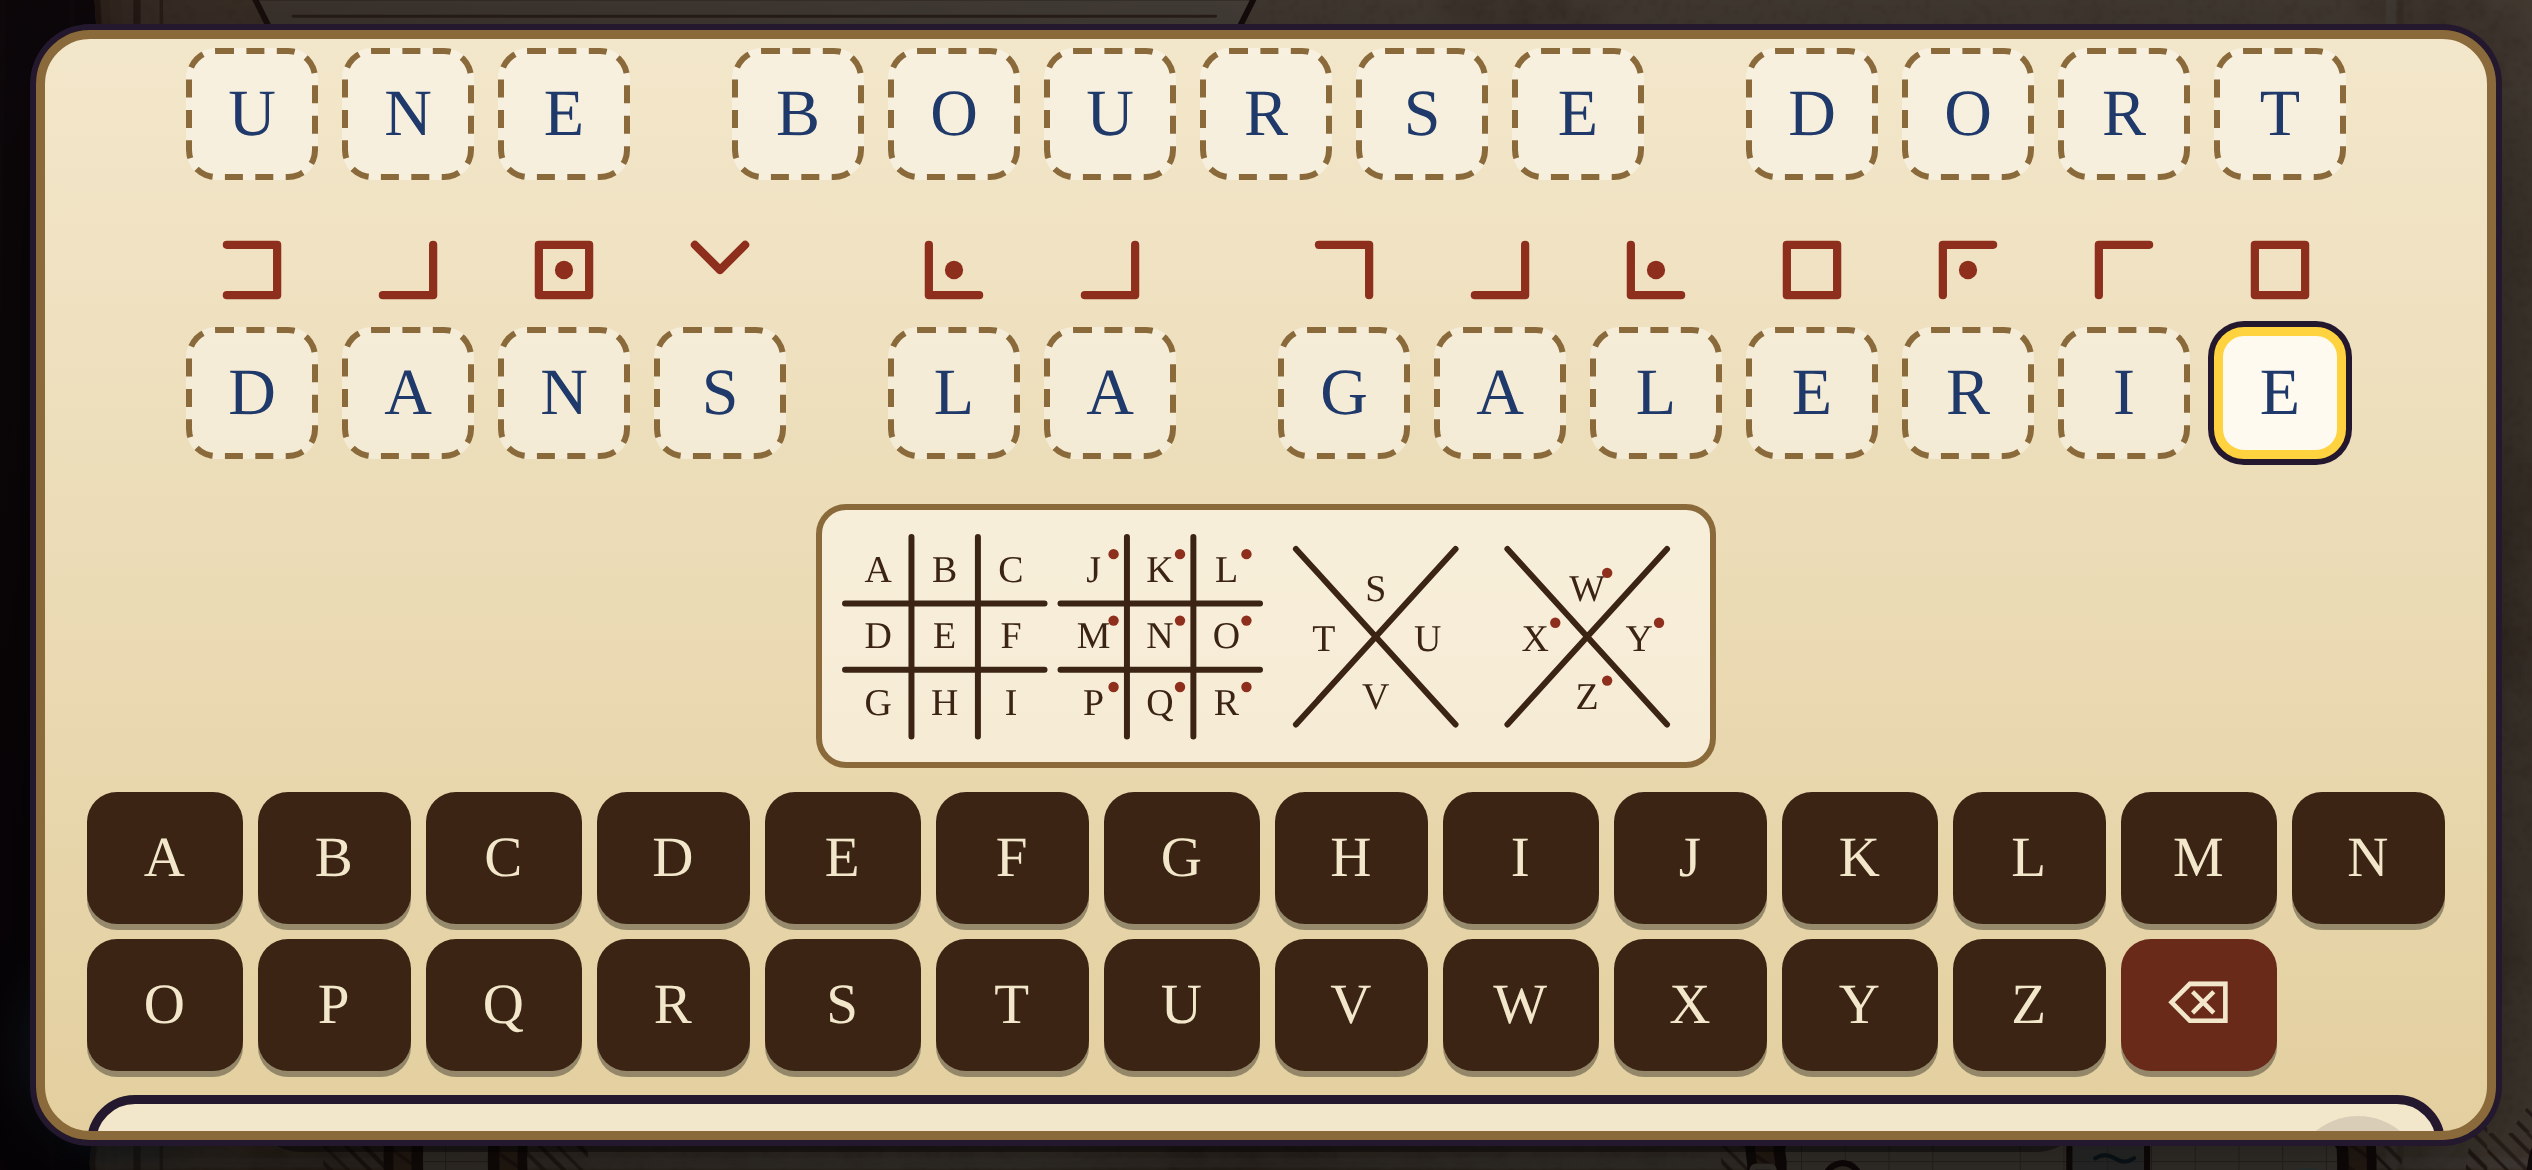 UNE BOURSE DORT
DANS LA GALERIE
A B C J K L
D E F M N O
G H I P Q R
S
T U
V
W
X Y
Z
A B C D E F G H I J K L M N
O P Q R S T U V W X Y Z